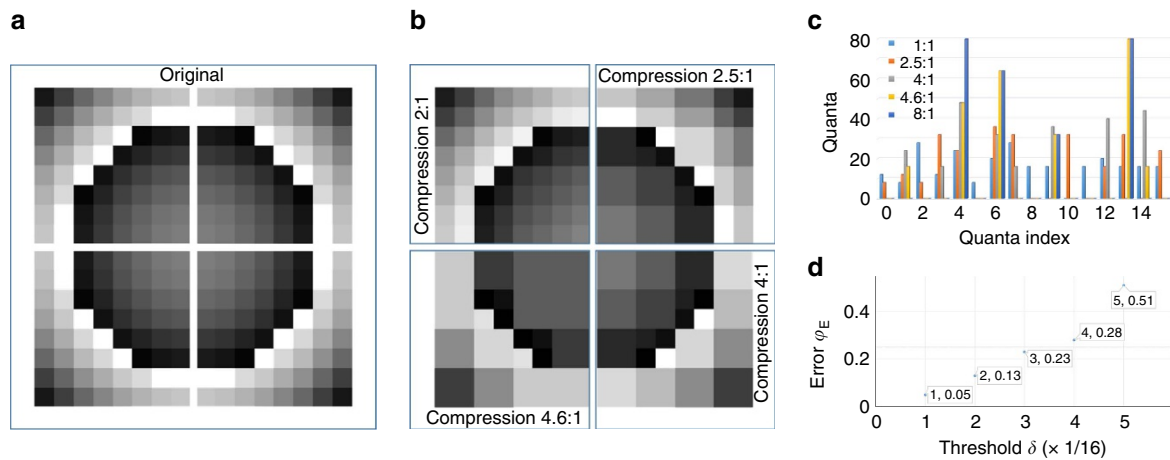 a
Original
b
Compression 2:1
Compression 2.5:1
Compression 4.6:1
Compression 4:1
c
80
60
40
20
0
Quanta
1:1
2.5:1
4:1
4.6:1
8:1
0 2 4 6 8 10 12 14
Quanta index
d
0.4
0.2
0
Error φE
1, 0.05
2, 0.13
3, 0.23
4, 0.28
5, 0.51
0 1 2 3 4 5
Threshold δ (× 1/16)